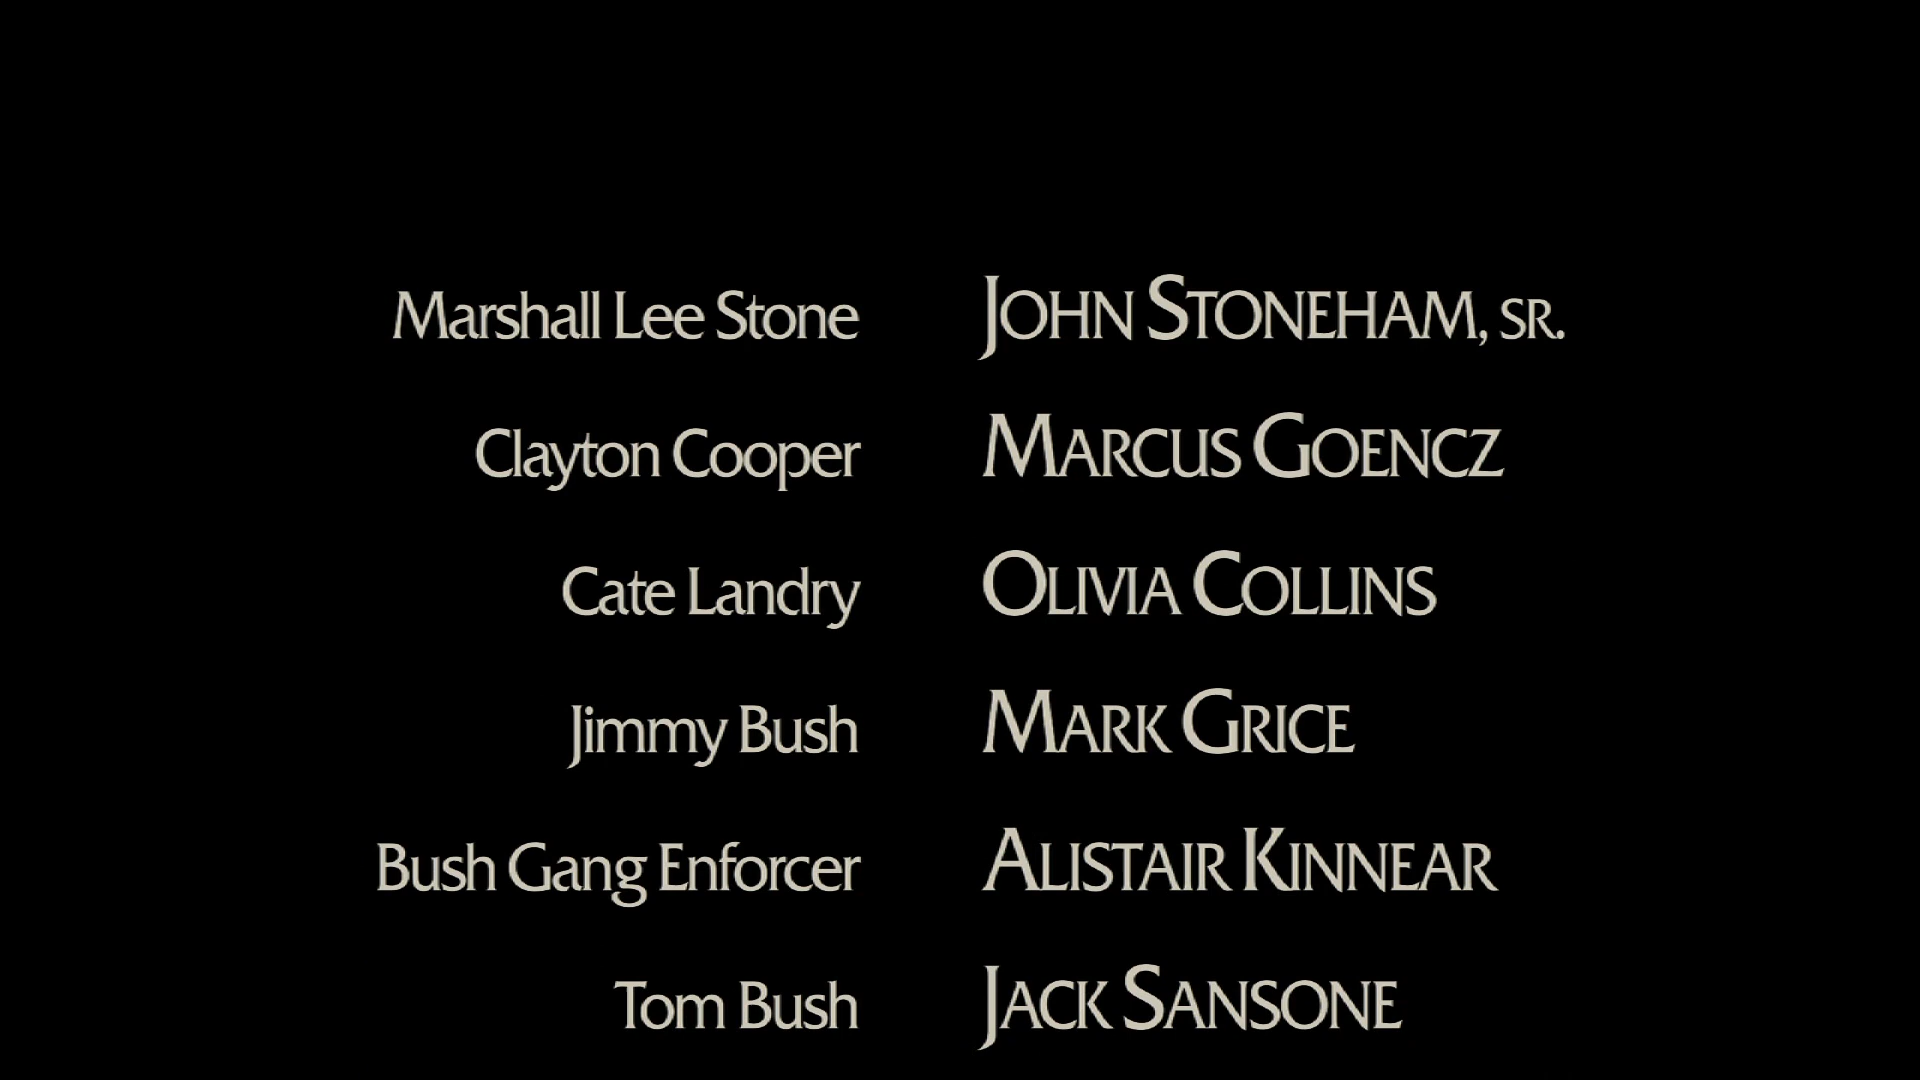 Marshall Lee Stone JOHN STONEHAM, SR.
Clayton Cooper MARCUS GOENCZ
Cate Landry OLIVIA COLLINS
Jimmy Bush MARK GRICE
Bush Gang Enforcer ALISTAIR KINNEAR
Tom Bush JACK SANSONE